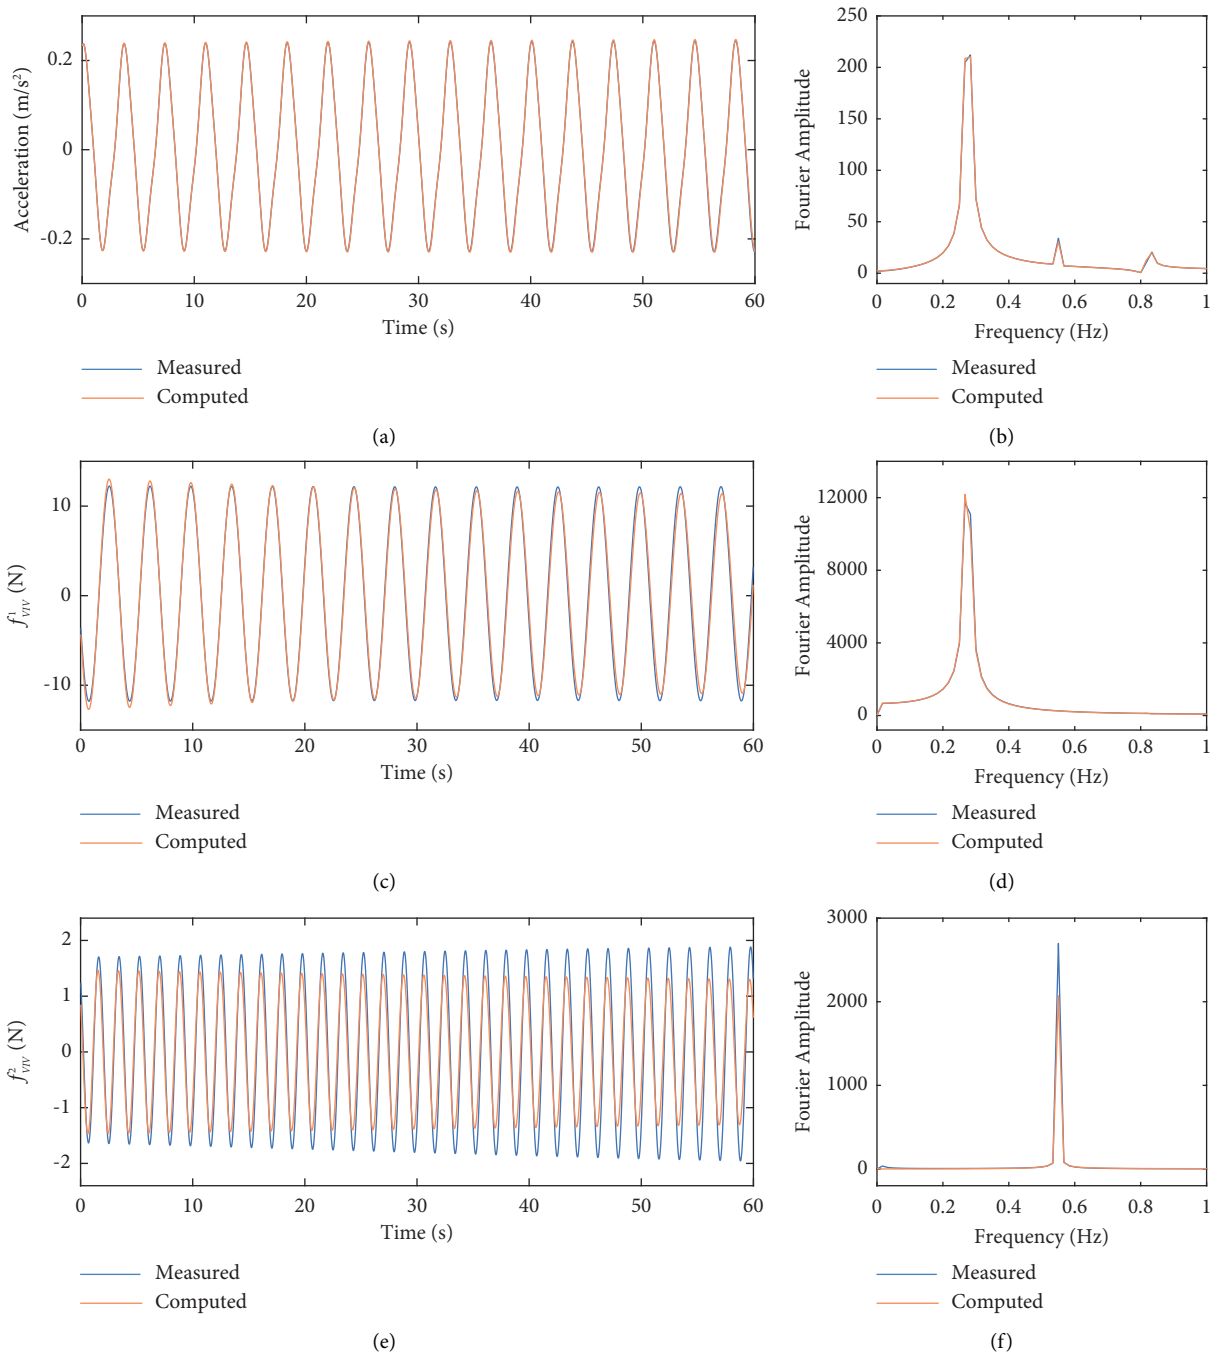 Acceleration (m/s²)
0.2
0
-0.2
0 10 20 30 40 50 60
Time (s)
Measured
Computed
(a)
Fourier Amplitude
250
200
150
100
50
0
0 0.2 0.4 0.6 0.8 1
Frequency (Hz)
Measured
Computed
(b)
f¹VIV (N)
10
0
-10
0 10 20 30 40 50 60
Time (s)
Measured
Computed
(c)
Fourier Amplitude
12000
8000
4000
0
0 0.2 0.4 0.6 0.8 1
Frequency (Hz)
Measured
Computed
(d)
f²VIV (N)
2
1
0
-1
-2
0 10 20 30 40 50 60
Time (s)
Measured
Computed
(e)
Fourier Amplitude
3000
2000
1000
0
0 0.2 0.4 0.6 0.8 1
Frequency (Hz)
Measured
Computed
(f)